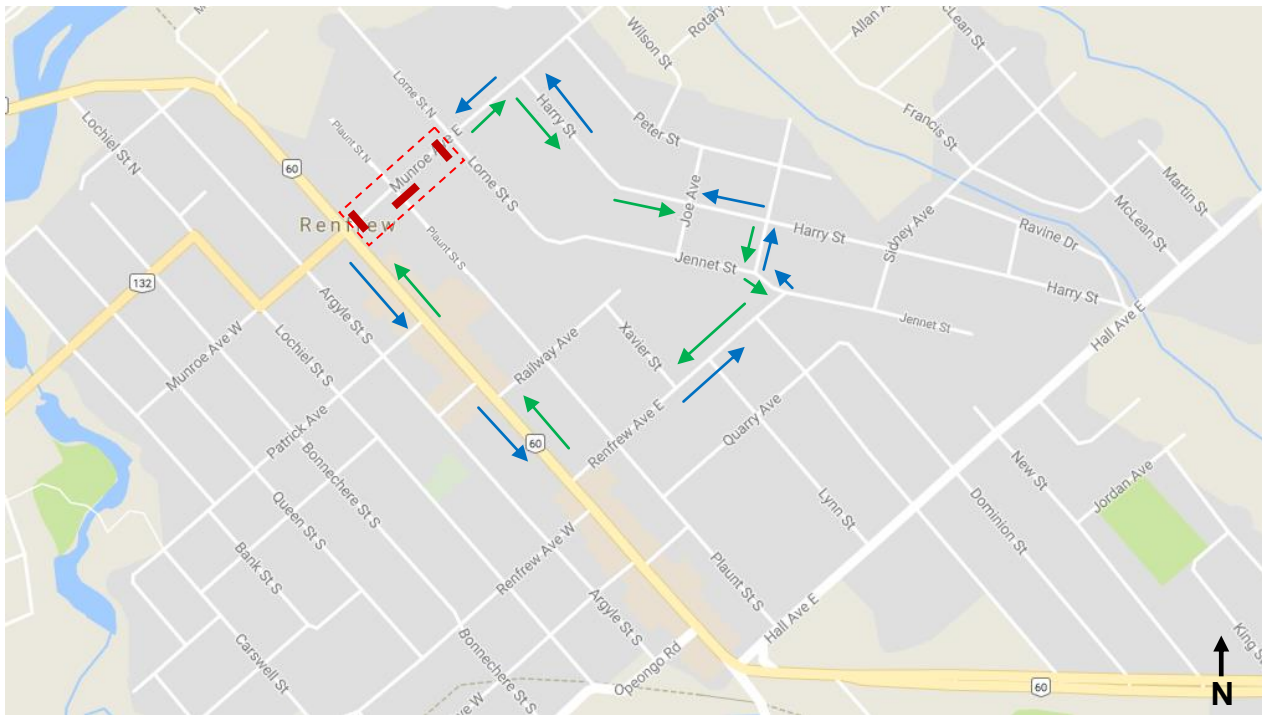 McLean St
Allan A
Rotary
Wilson St
Lochiel St N
Lorne St N
Harry St
Peter St
Francis St
Plaunt St N
Munroe Ave E
60
Lorne St S
Martin St
McLean St
Joe Ave
Sidney Ave
Renfrew
Harry St
Ravine Dr
Plaunt St S
Jennet St
132
Harry St
Argyle St S
Jennet St
Hall Ave E
Munroe Ave W
Lochiel St S
Railway Ave
Xavier St
Patrick Ave
Renfrew Ave E
Quarry Ave
60
Bonnechere St S
New St
Jordan Ave
Queen St S
Lynn St
Dominion St
Bank St S
Renfrew Ave W
Plaunt St S
Argyle St S
Hall Ave E
Carswell St
Bonnechere St S
Opeongo Rd
King S
ve W
60
N